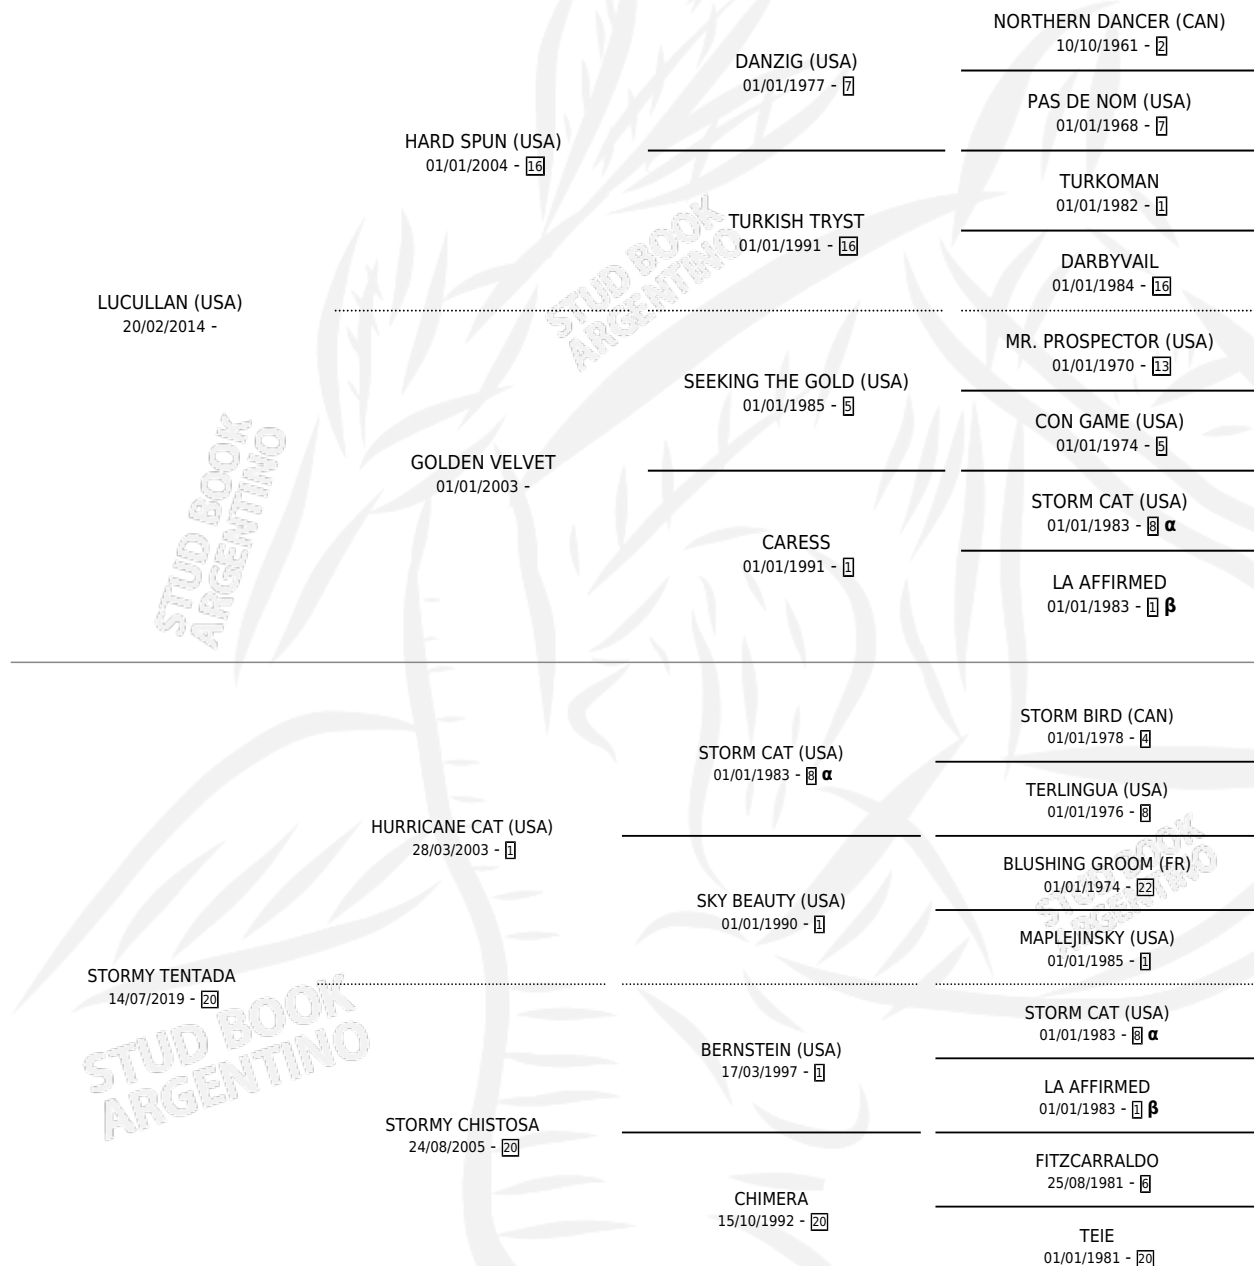 NORTHERN DANCER (CAN)
10/10/1961 - 2
DANZIG (USA)
01/01/1977 - 7
PAS DE NOM (USA)
01/01/1968 - 7
HARD SPUN (USA)
01/01/2004 - 16
TURKOMAN
01/01/1982 - 1
TURKISH TRYST
01/01/1991 - 16
DARBYVAIL
01/01/1984 - 16
LUCULLAN (USA)
20/02/2014 -
MR. PROSPECTOR (USA)
01/01/1970 - 13
SEEKING THE GOLD (USA)
01/01/1985 - 5
CON GAME (USA)
01/01/1974 - 5
GOLDEN VELVET
01/01/2003 -
STORM CAT (USA)
01/01/1983 - 8 α
CARESS
01/01/1991 - 1
LA AFFIRMED
01/01/1983 - 1 β
STORM BIRD (CAN)
01/01/1978 - 4
STORM CAT (USA)
01/01/1983 - 8 α
TERLINGUA (USA)
01/01/1976 - 8
HURRICANE CAT (USA)
28/03/2003 - 1
BLUSHING GROOM (FR)
01/01/1974 - 22
SKY BEAUTY (USA)
01/01/1990 - 1
MAPLEJINSKY (USA)
01/01/1985 - 1
STORMY TENTADA
14/07/2019 - 20
STORM CAT (USA)
01/01/1983 - 8 α
BERNSTEIN (USA)
17/03/1997 - 1
LA AFFIRMED
01/01/1983 - 1 β
STORMY CHISTOSA
24/08/2005 - 20
FITZCARRALDO
25/08/1981 - 6
CHIMERA
15/10/1992 - 20
TEIE
01/01/1981 - 20
STUD BOOK
ARGENTINO
STUD BOOK
ARGENTINO
STUD BOOK
ARGENTINO
STUD BOOK
ARGENTINO